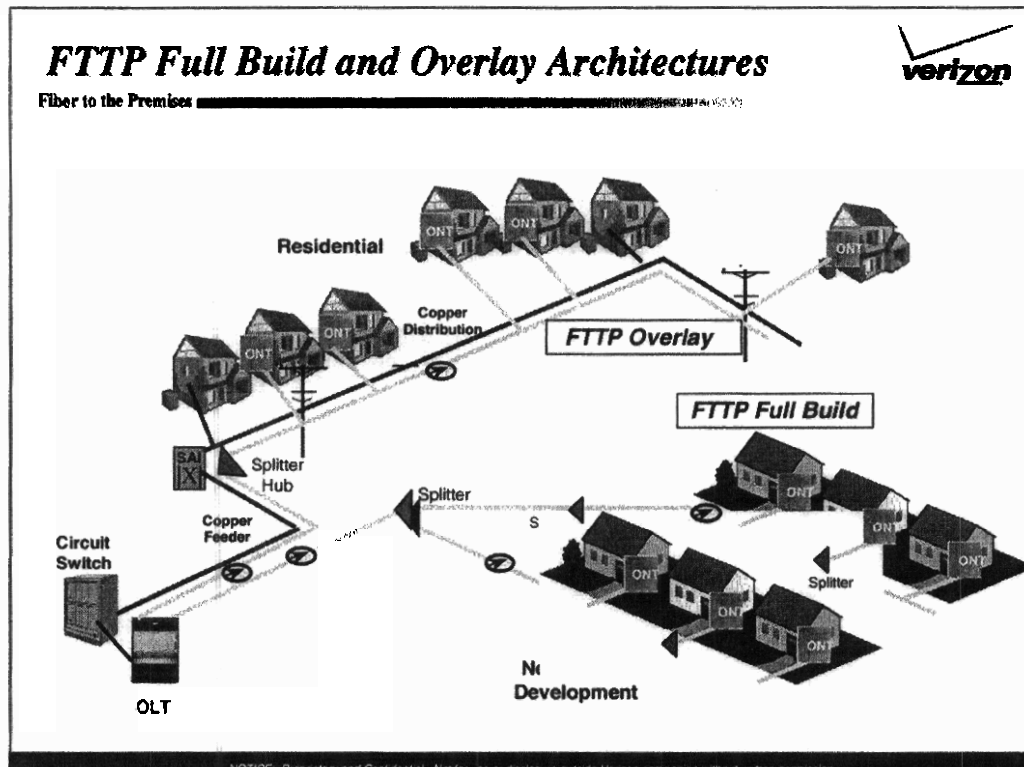 FTTP Full Build and Overlay Architectures
verizon
Fiber to the Premises
ONT
ONT
ONT
Residential
Copper
Distribution
FTTP Overlay
ONT
ONT
FTTP Full Build
SAI
X
Splitter
Hub
Splitter
S
ONT
ONT
ONT
Copper
Feeder
Circuit
Switch
ONT
Splitter
ONT
ONT
Development
OLT